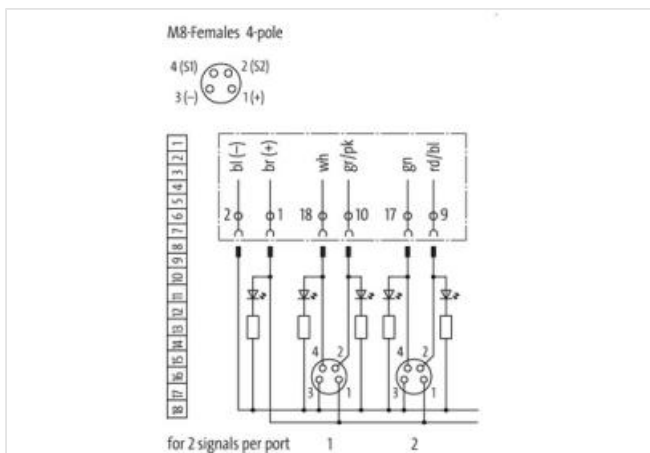 M8-Females 4-pole
4 (S1) 2 (S2)
3 (–) 1 (+)
1
2
3
4
5
6
7
8
9
10
11
12
13
14
15
16
17
18
bl (–) br (+) wh gr/pk gn rd/bl
2 1 18 10 17 9
4 2 4 2
3 1 3 1
for 2 signals per port 1 2